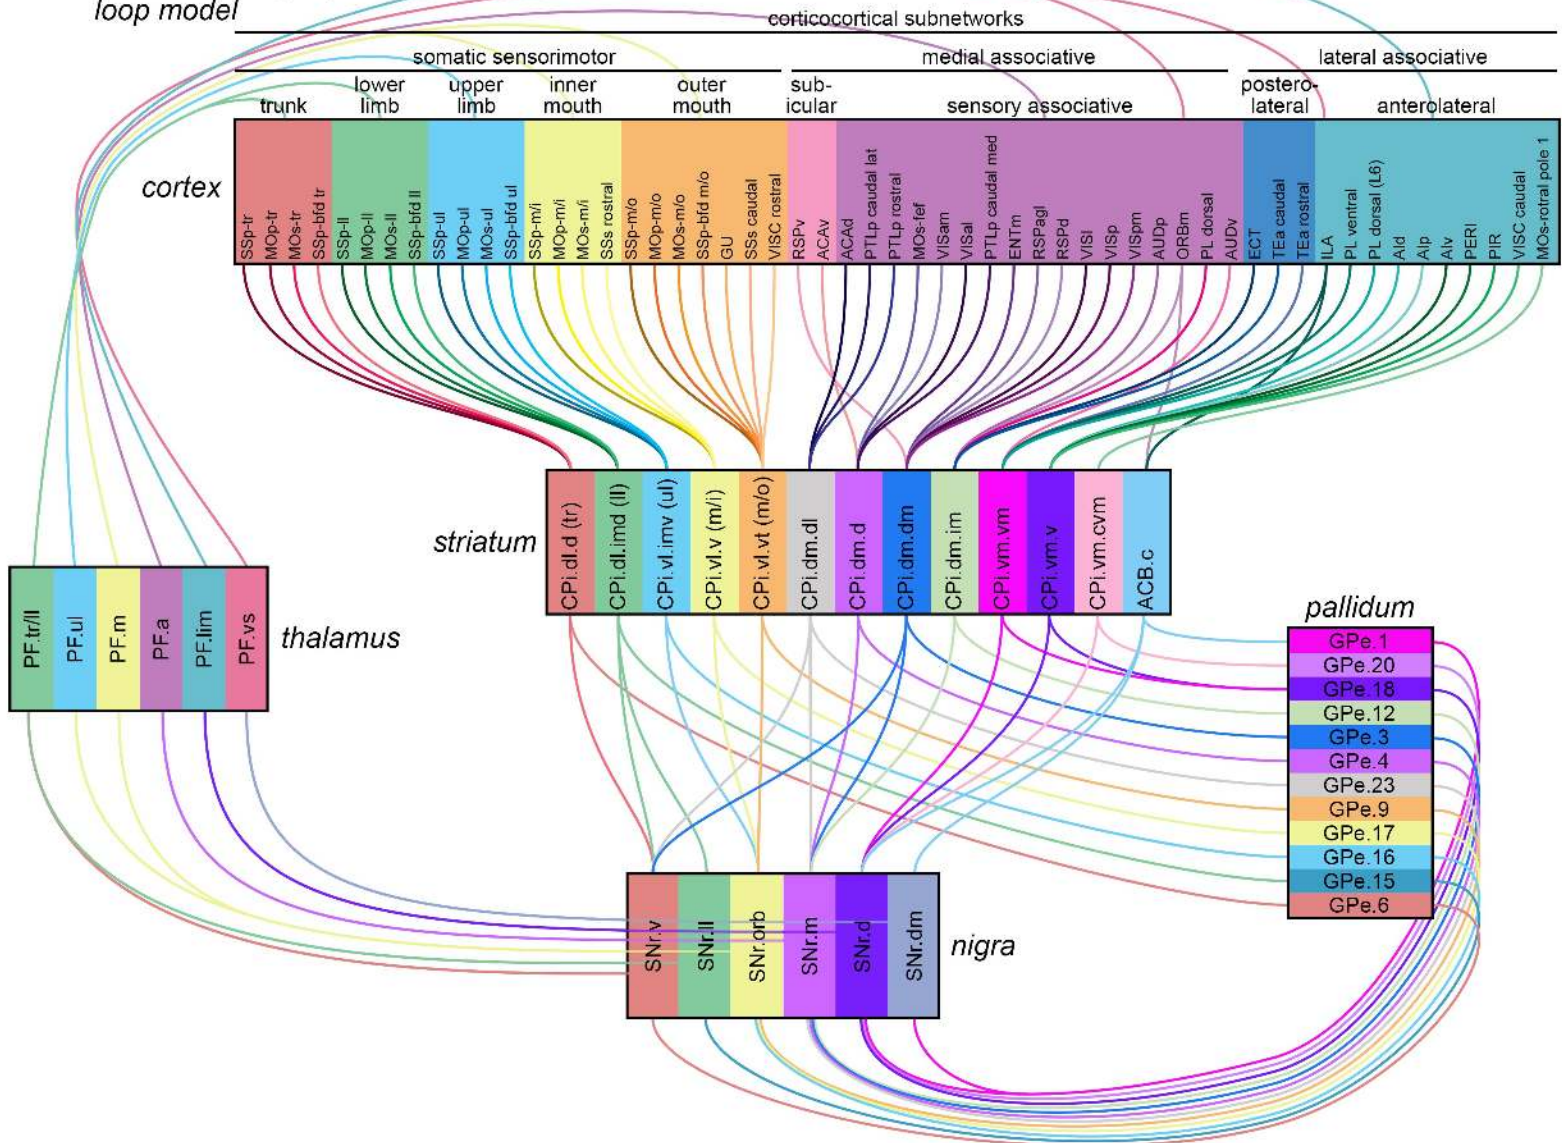 loop model
corticocortical subnetworks
somatic sensorimotor
medial associative
lateral associative
trunk
lower
limb
upper
limb
inner
mouth
outer
mouth
sub-
icular
sensory associative
postero-
lateral
anterolateral
cortex
SSp-tr
MOp-tr
MOs-tr
SSp-bfd tr
SSp-ll
MOp-ll
MOs-ll
SSp-bfd ll
SSp-ul
MOp-ul
MOs-ul
SSp-bfd ul
SSp-m/i
MOp-m/i
MOs-m/i
SSs rostral
SSp-m/o
MOp-m/o
MOs-m/o
SSp-bfd m/o
GU
SSs caudal
VISC rostral
RSPv
ACAv
ACAd
PTLp caudal lat
PTLp rostral
MOs-fef
VISam
VISal
PTLp caudal med
ENTm
RSPagl
RSPd
VISl
VISp
VISpm
AUDp
ORBm
PL dorsal
AUDv
ECT
TEa caudal
TEa rostral
ILA
PL ventral
PL dorsal (L6)
AId
AIp
AIv
PERI
PIR
VISC caudal
MOs-rotral pole 1
striatum
CPi.dl.d (tr)
CPi.dl.imd (ll)
CPi.vl.imv (ul)
CPi.vl.v (m/i)
CPi.vl.vt (m/o)
CPi.dm.dl
CPi.dm.d
CPi.dm.dm
CPi.dm.im
CPi.vm.vm
CPi.vm.v
CPi.vm.cvm
ACB.c
PF.tr/ll
PF.ul
PF.m
PF.a
PF.lim
PF.vs
thalamus
pallidum
GPe.1
GPe.20
GPe.18
GPe.12
GPe.3
GPe.4
GPe.23
GPe.9
GPe.17
GPe.16
GPe.15
GPe.6
SNr.v
SNr.ll
SNr.orb
SNr.m
SNr.d
SNr.dm
nigra